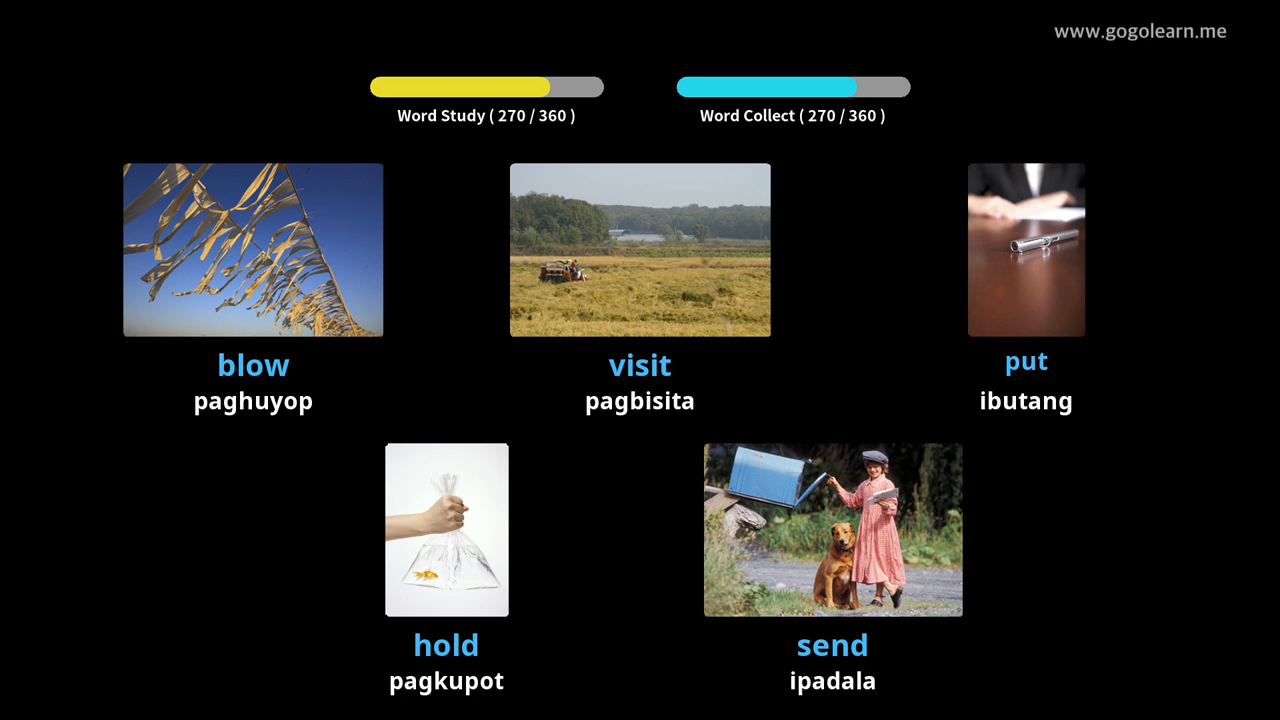 www.gogolearn.me
Word Study ( 270 / 360 )
Word Collect ( 270 / 360 )
blow
paghuyop
visit
pagbisita
put
ibutang
hold
pagkupot
send
ipadala